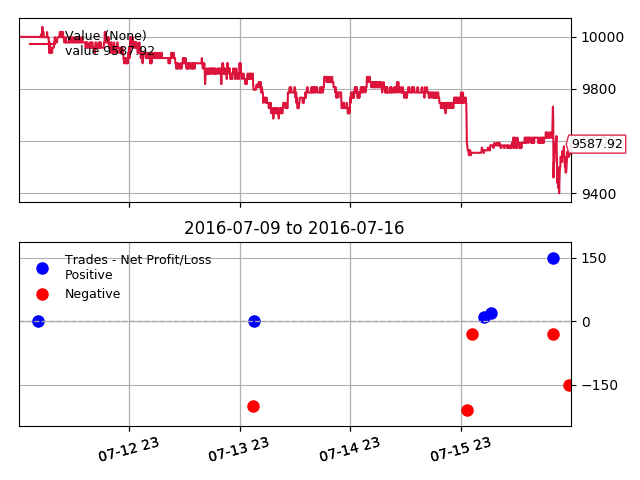 Value (None)
value 9587.92
10000
9800
9587.92
9400
2016-07-09 to 2016-07-16
Trades - Net Profit/Loss
Positive
Negative
150
0
−150
07-12 23
07-13 23
07-14 23
07-15 23